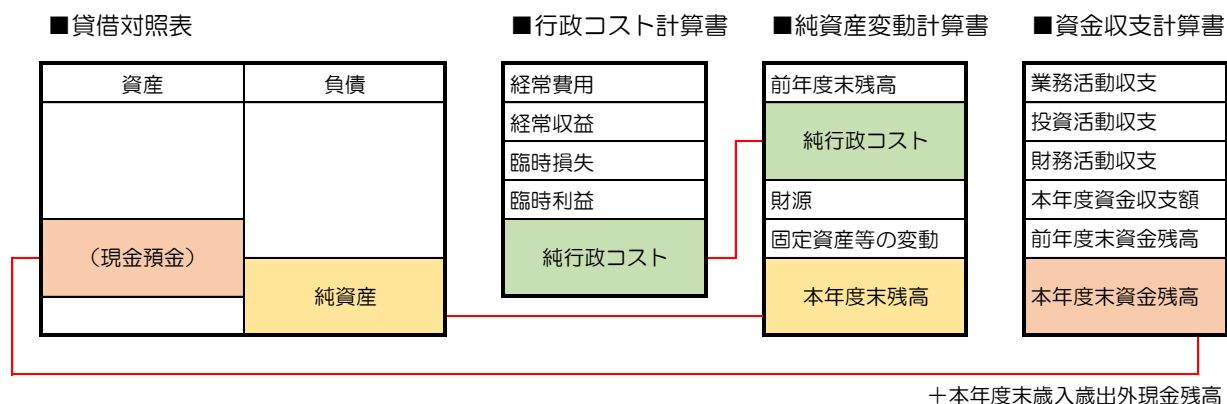 ■貸借対照表
資産
負債
（現金預金）
純資産
■行政コスト計算書
経常費用
経常収益
臨時損失
臨時利益
純行政コスト
■純資産変動計算書
前年度末残高
純行政コスト
財源
固定資産等の変動
本年度末残高
■資金収支計算書
業務活動収支
投資活動収支
財務活動収支
本年度資金収支額
前年度末資金残高
本年度末資金残高
＋本年度末歳入歳出外現金残高